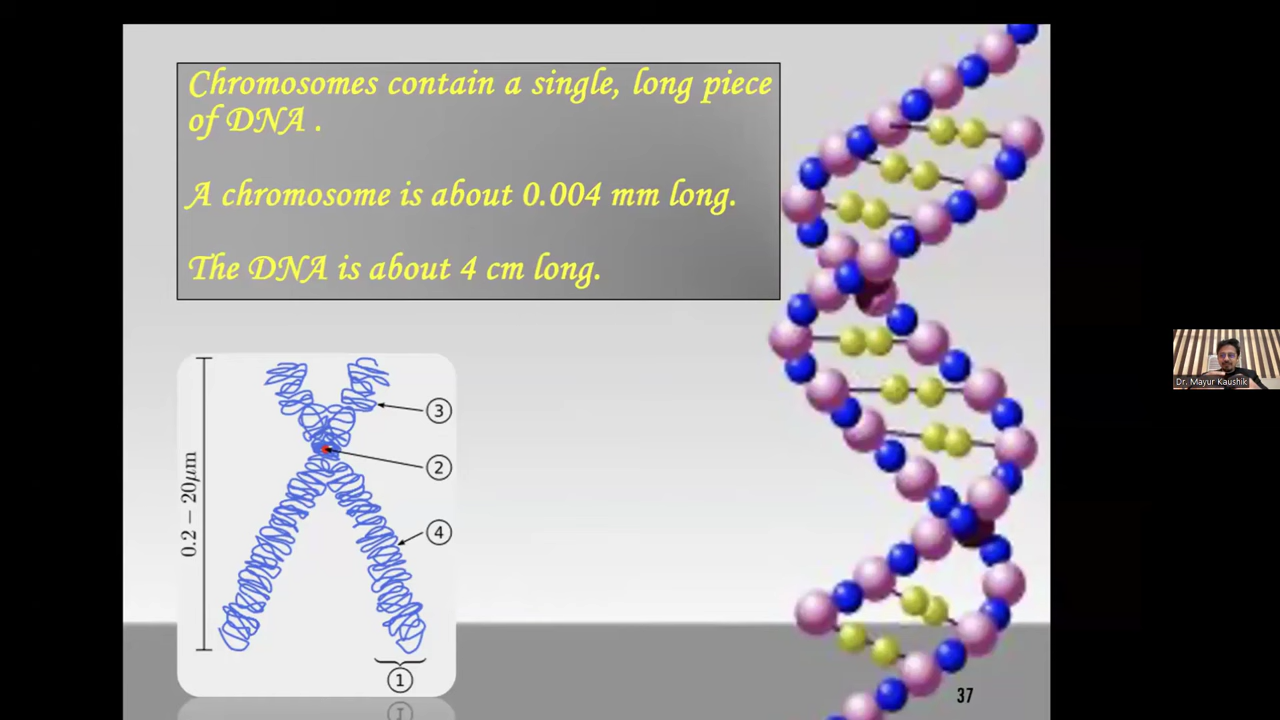 Chromosomes contain a single, long piece
of DNA .
A chromosome is about 0.004 mm long.
The DNA is about 4 cm long.
0.2 – 20μm
3
2
4
1
37
Dr. Mayur Kaushik